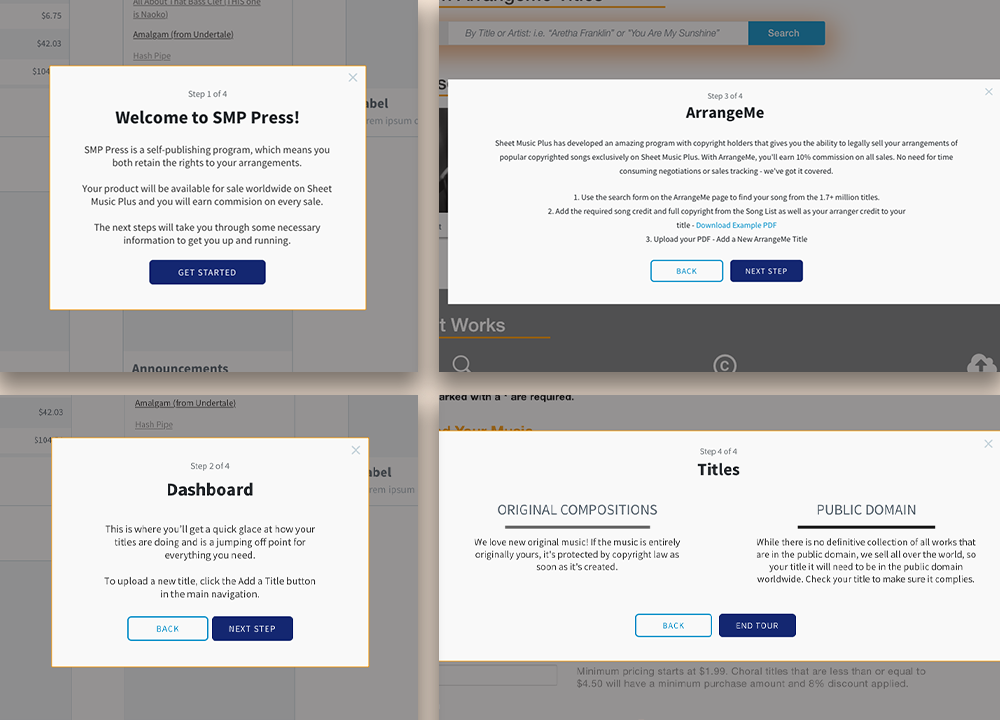 $6.75
$42.03
$104
All About That Bass Clef (THIS one
is Naoko)
Amalgam (from Undertale)
Hash Pipe
abel
rem ipsum
Step 1 of 4
Welcome to SMP Press!
SMP Press is a self-publishing program, which means you
both retain the rights to your arrangements.
Your product will be available for sale worldwide on Sheet
Music Plus and you will earn commision on every sale.
The next steps will take you through some necessary
information to get you up and running.
GET STARTED
Announcements
By Title or Artist: i.e. “Aretha Franklin” or “You Are My Sunshine”
Search
Step 3 of 4
ArrangeMe
Sheet Music Plus has developed an amazing program with copyright holders that gives you the ability to legally sell your arrangements of
popular copyrighted songs exclusively on Sheet Music Plus. With ArrangeMe, you'll earn 10% commission on all sales. No need for time
consuming negotiations or sales tracking - we've got it covered.
1. Use the search form on the ArrangeMe page to find your song from the 1.7+ million titles.
2. Add the required song credit and full copyright from the Song List as well as your arranger credit to your
title - Download Example PDF
3. Upload your PDF - Add a New ArrangeMe Title
BACK
NEXT STEP
t Works
$42.03
$104
Amalgam (from Undertale)
Hash Pipe
abel
rem ipsum
Step 2 of 4
Dashboard
This is where you'll get a quick glace at how your
titles are doing and is a jumping off point for
everything you need.
To upload a new title, click the Add a Title button
in the main navigation.
BACK
NEXT STEP
arked with a * are required.
Step 4 of 4
Titles
ORIGINAL COMPOSITIONS
We love new original music! If the music is entirely
originally yours, it's protected by copyright law as
soon as it's created.
PUBLIC DOMAIN
While there is no definitive collection of all works that
are in the public domain, we sell all over the world, so
your title it will need to be in the public domain
worldwide. Check your title to make sure it complies.
BACK
END TOUR
Minimum pricing starts at $1.99. Choral titles that are less than or equal to
$4.50 will have a minimum purchase amount and 8% discount applied.